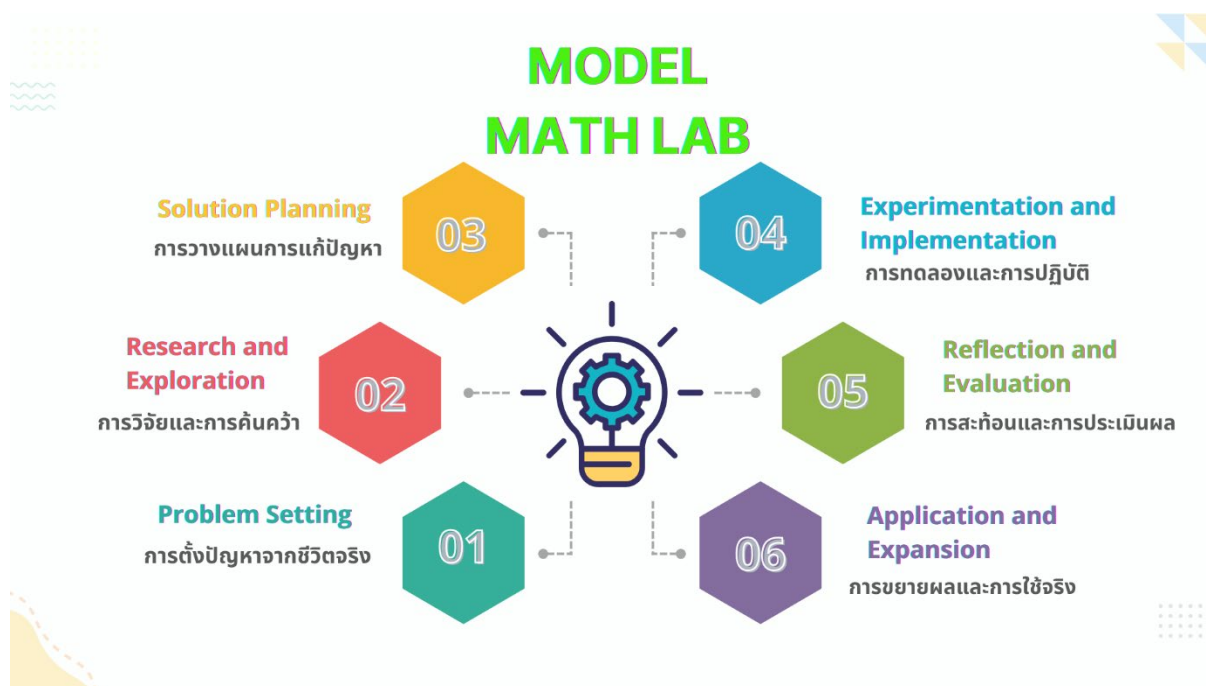 MODEL
MATH LAB
03
Solution Planning
การวางแผนการแก้ปัญหา
04
Experimentation and
Implementation
การทดลองและการปฏิบัติ
02
Research and
Exploration
การวิจัยและการค้นคว้า
05
Reflection and
Evaluation
การสะท้อนและการประเมินผล
01
Problem Setting
การตั้งปัญหาจากชีวิตจริง
06
Application and
Expansion
การขยายผลและการใช้จริง